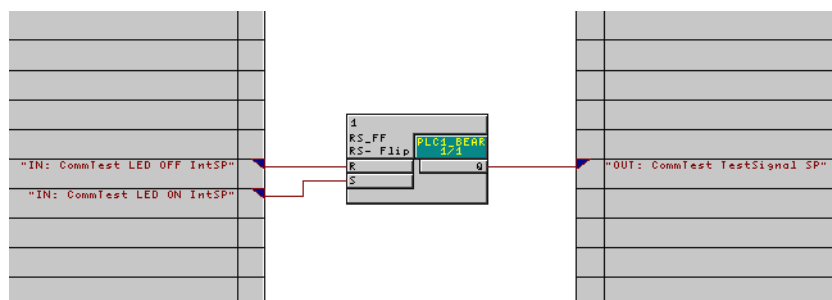 1
RS_FF
RS- Flip
PLC1_BEAR
1/1
"IN: CommTest LED OFF IntSP"
R
Q
"OUT: CommTest TestSignal SP"
"IN: CommTest LED ON IntSP"
S